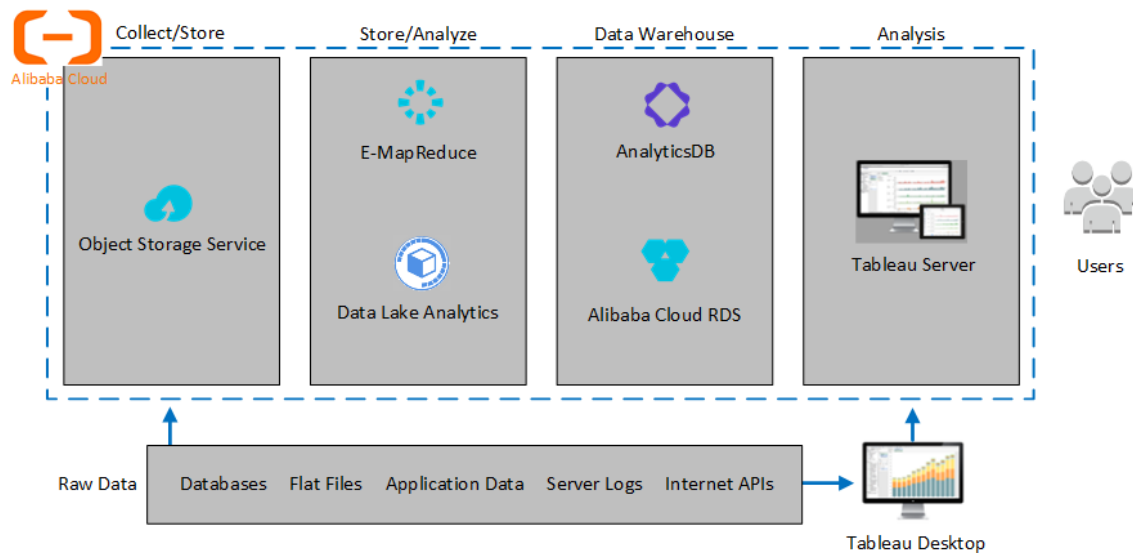 Collect/Store
Store/Analyze
Data Warehouse
Analysis
Alibaba Cloud
E-MapReduce
AnalyticsDB
Object Storage Service
Tableau Server
Users
Data Lake Analytics
Alibaba Cloud RDS
Raw Data
Databases
Flat Files
Application Data
Server Logs
Internet APIs
Tableau Desktop